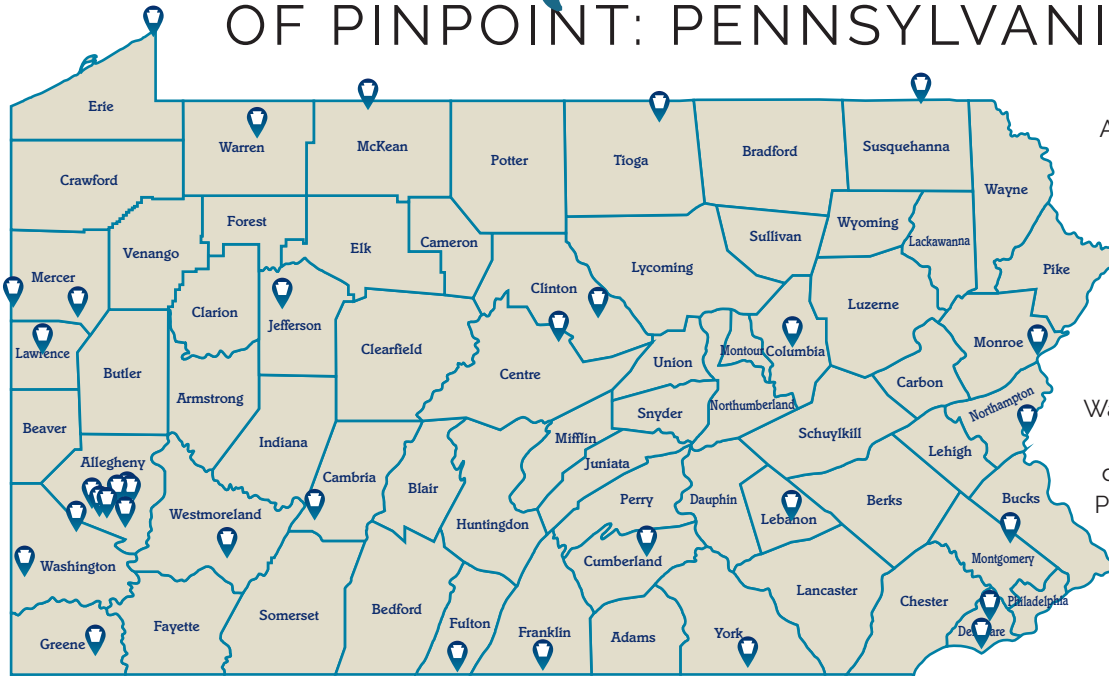 OF PINPOINT: PENNSYLVANI
A
Erie
Warren
McKean
Potter
Tioga
Bradford
Susquehanna
Wayne
Crawford
Forest
Elk
Cameron
Sullivan
Wyoming
Lackawanna
Venango
Mercer
Clinton
Lycoming
Luzerne
Pike
Clarion
Jefferson
Lawrence
Butler
Clearfield
Centre
Union
Montour
Columbia
Monroe
Carbon
Armstrong
Beaver
Snyder
Northumberland
Northampton
Wa
Indiana
Mifflin
Schuylkill
Lehigh
Allegheny
Juniata
Cambria
Blair
c
Westmoreland
Huntingdon
Perry
Dauphin
Lebanon
Berks
Bucks
P
Washington
Cumberland
Montgomery
Lancaster
Chester
Philadelphia
Greene
Fayette
Somerset
Bedford
Fulton
Franklin
Adams
York
Delaware